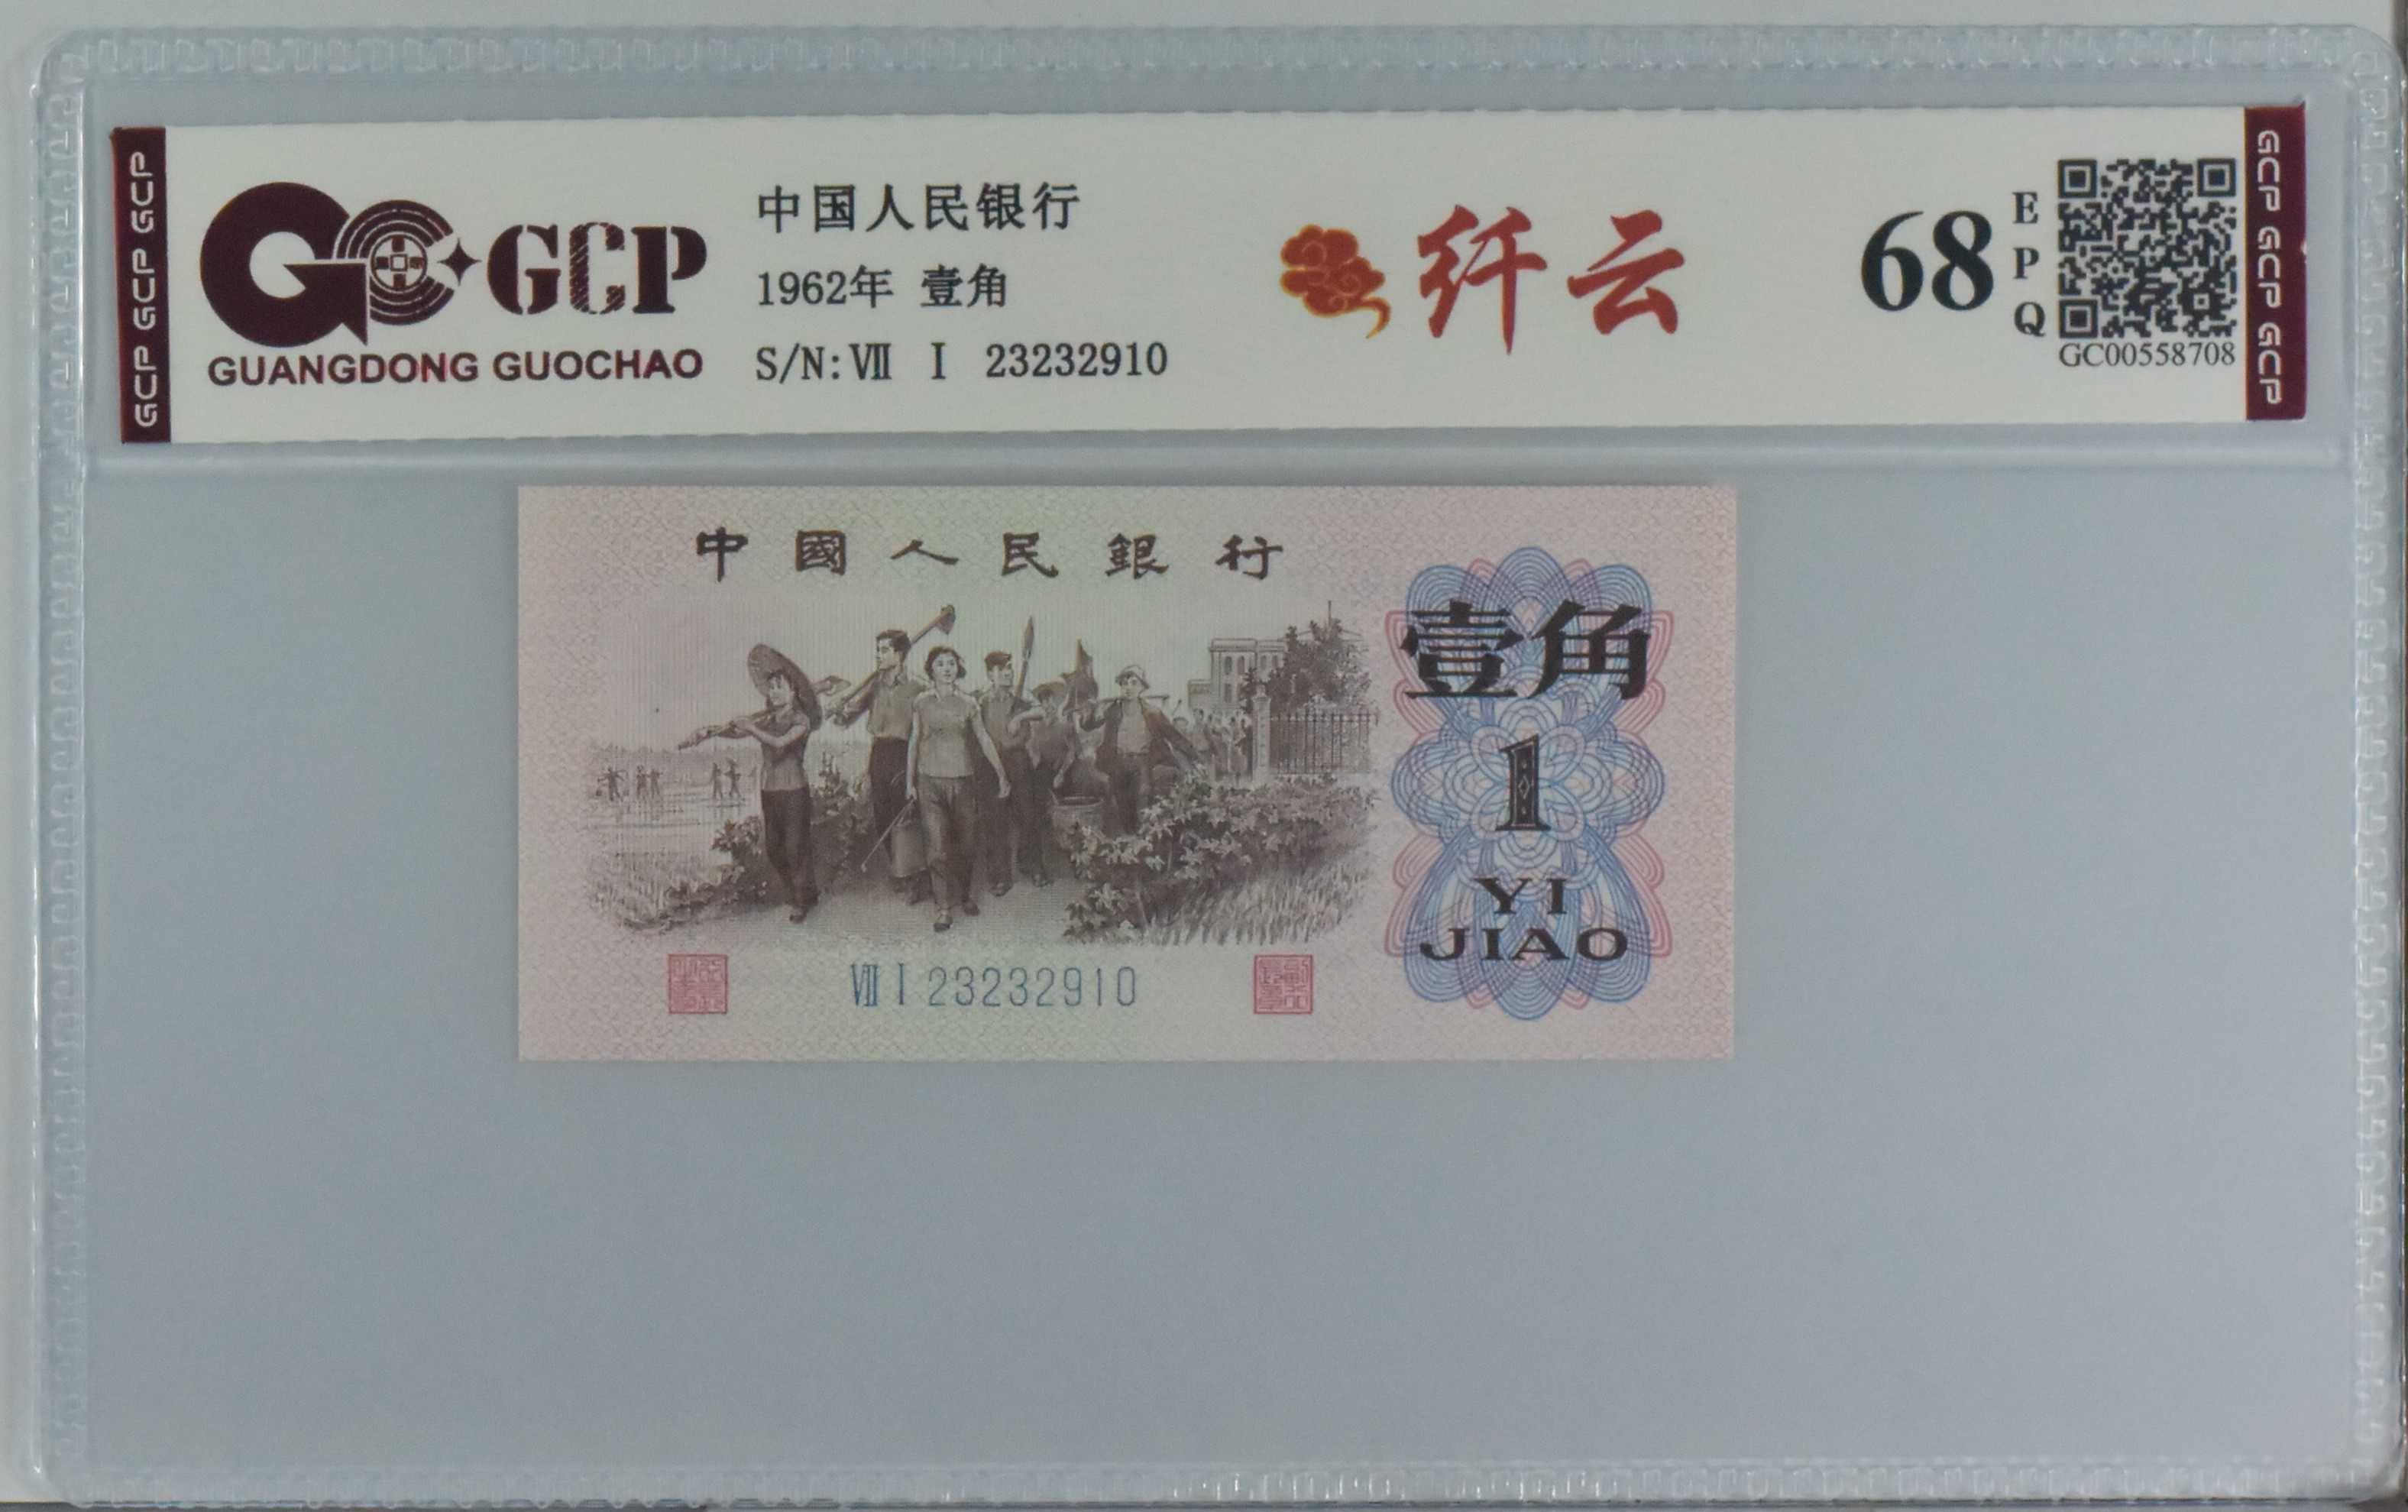 GCP GCP GCP
GCP
GUANGDONG GUOCHAO
中国人民银行
1962年 壹角
S/N: Ⅶ Ⅰ 23232910
纤云
68
E
P
Q
GC00558708
GCP GCP GCP
中國人民銀行
壹角
1
YI
JIAO
Ⅷ Ⅰ 23232910